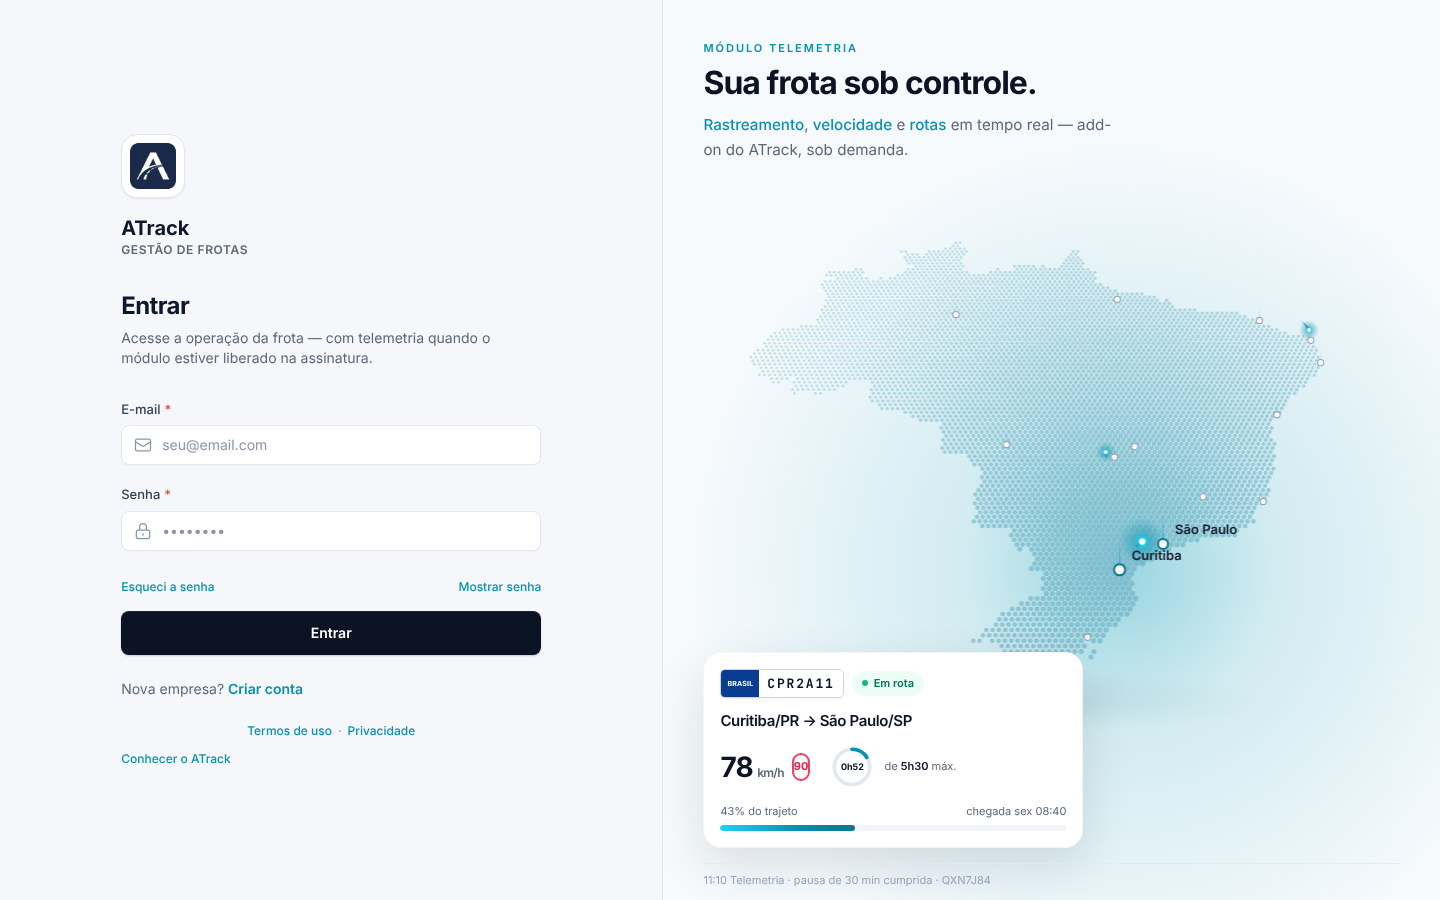 ATrack
GESTÃO DE FROTAS
Entrar
Acesse a operação da frota — com telemetria quando o
módulo estiver liberado na assinatura.
E-mail *
seu@email.com
Senha *
••••••••
Esqueci a senha
Mostrar senha
Entrar
Nova empresa? Criar conta
Termos de uso · Privacidade
Conhecer o ATrack
MÓDULO TELEMETRIA
Sua frota sob controle.
Rastreamento, velocidade e rotas em tempo real — add-
on do ATrack, sob demanda.
São Paulo
Curitiba
BRASIL CPR2A11 Em rota
Curitiba/PR → São Paulo/SP
78 km/h 90 0h52 de 5h30 máx.
43% do trajeto chegada sex 08:40
11:10 Telemetria · pausa de 30 min cumprida · QXN7J84